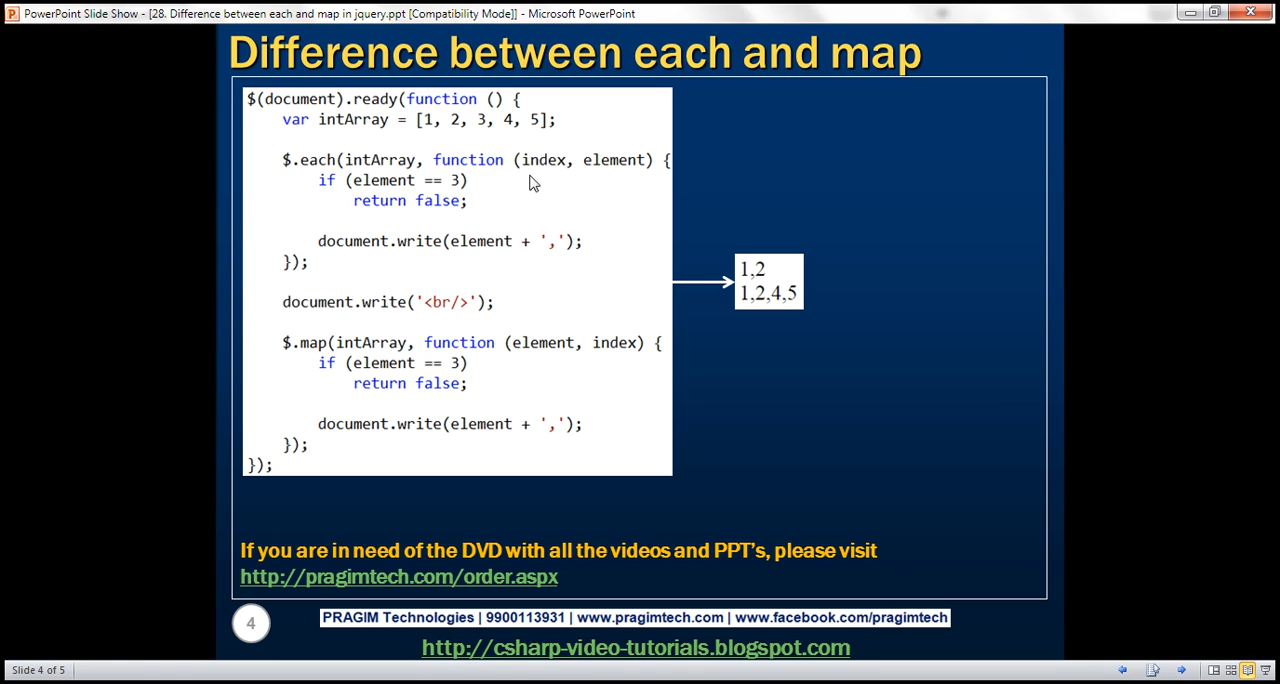 PowerPoint Slide Show - [28. Difference between each and map in jquery.ppt [Compatibility Mode]] - Microsoft PowerPoint
Difference between each and map
$(document).ready(function () {
    var intArray = [1, 2, 3, 4, 5];
    $.each(intArray, function (index, element) {
        if (element == 3)
            return false;
        document.write(element + ',');
    });
    document.write('<br/>');
    $.map(intArray, function (element, index) {
        if (element == 3)
            return false;
        document.write(element + ',');
    });
});
1,2
1,2,4,5
If you are in need of the DVD with all the videos and PPT's, please visit
http://pragimtech.com/order.aspx
4
PRAGIM Technologies | 9900113931 | www.pragimtech.com | www.facebook.com/pragimtech
http://csharp-video-tutorials.blogspot.com
Slide 4 of 5